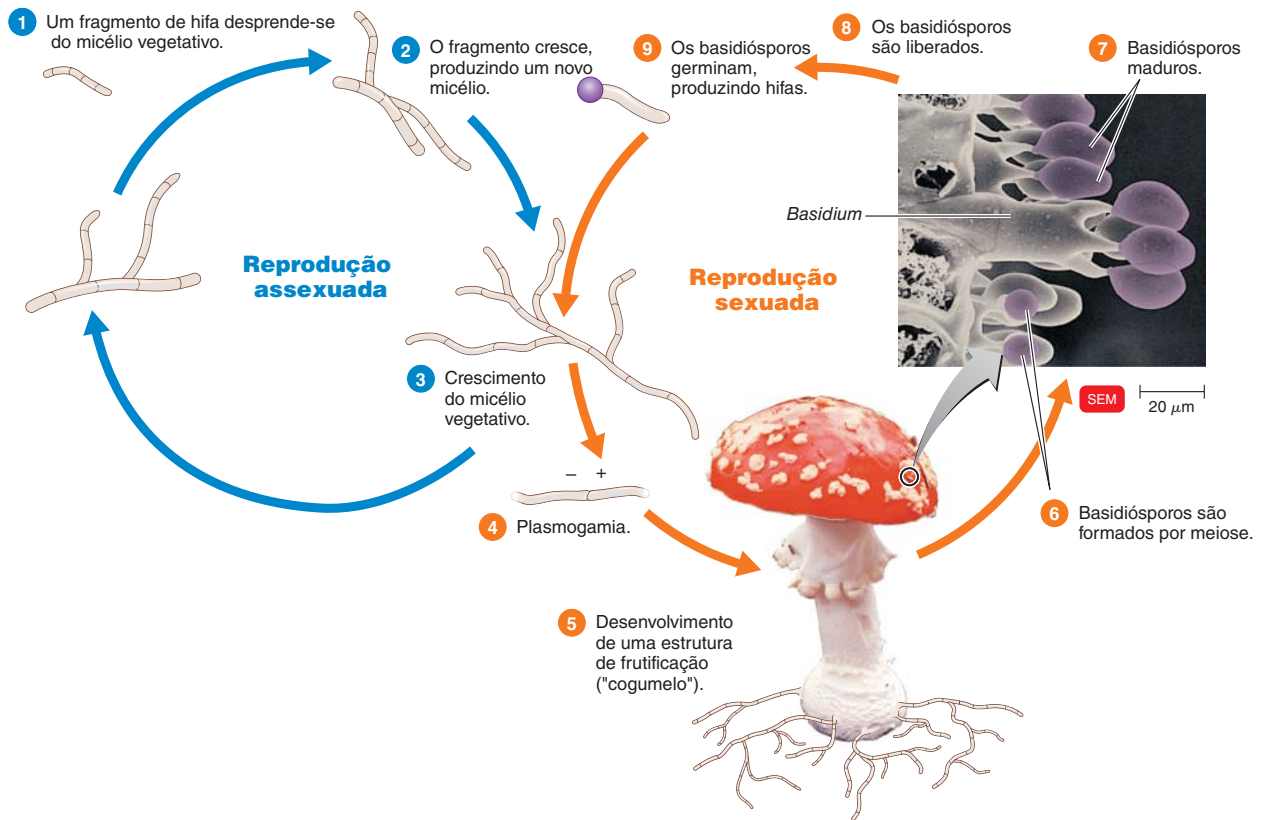 1 Um fragmento de hifa desprende-se
do micélio vegetativo.
2 O fragmento cresce,
produzindo um novo
micélio.
9 Os basidiósporos
germinam,
produzindo hifas.
8 Os basidiósporos
são liberados.
7 Basidiósporos
maduros.
Basidium
Reprodução
assexuada
Reprodução
sexuada
3 Crescimento
do micélio
vegetativo.
SEM
20 μm
– +
4 Plasmogamia.
6 Basidiósporos são
formados por meiose.
5 Desenvolvimento
de uma estrutura
de frutificação
("cogumelo").